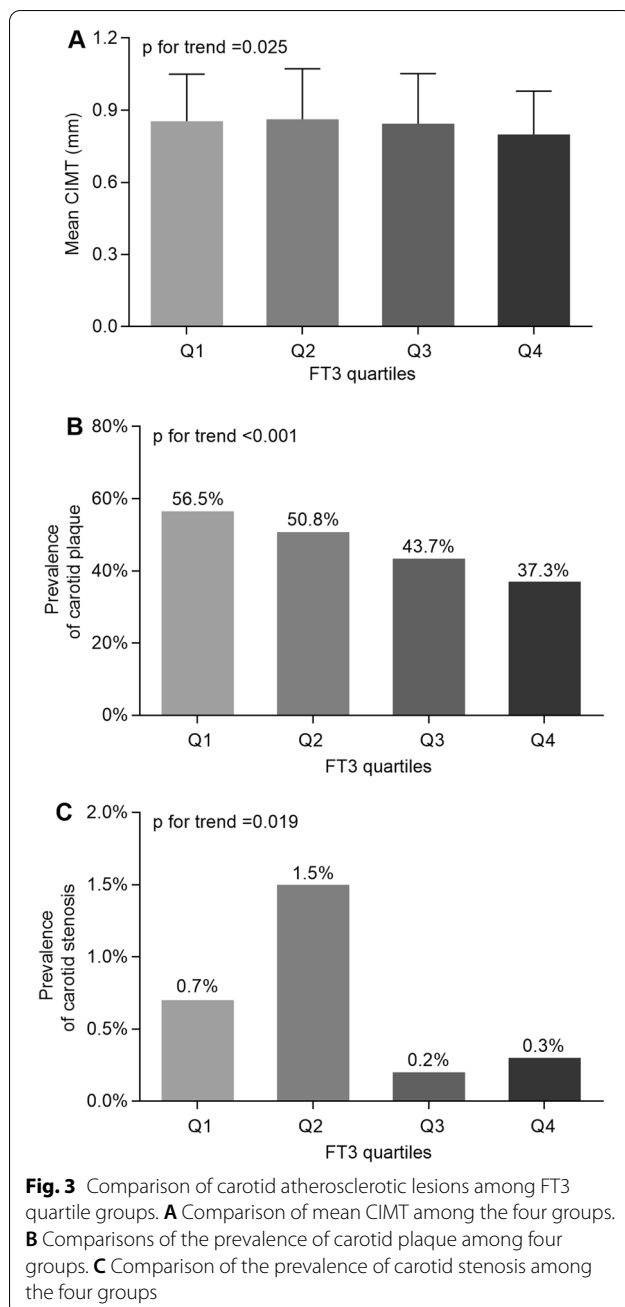 A
p for trend =0.025
Mean CIMT (mm)
1.2
0.9
0.6
0.3
0.0
Q1 Q2 Q3 Q4
FT3 quartiles
B
p for trend <0.001
Prevalence
of carotid plaque
80%
60%
40%
20%
0%
56.5%
50.8%
43.7%
37.3%
Q1 Q2 Q3 Q4
FT3 quartiles
C
p for trend =0.019
Prevalence
of carotid stenosis
2.0%
1.5%
1.0%
0.5%
0.0%
0.7%
1.5%
0.2%
0.3%
Q1 Q2 Q3 Q4
FT3 quartiles
Fig. 3 Comparison of carotid atherosclerotic lesions among FT3
quartile groups. A Comparison of mean CIMT among the four groups.
B Comparisons of the prevalence of carotid plaque among four
groups. C Comparison of the prevalence of carotid stenosis among
the four groups